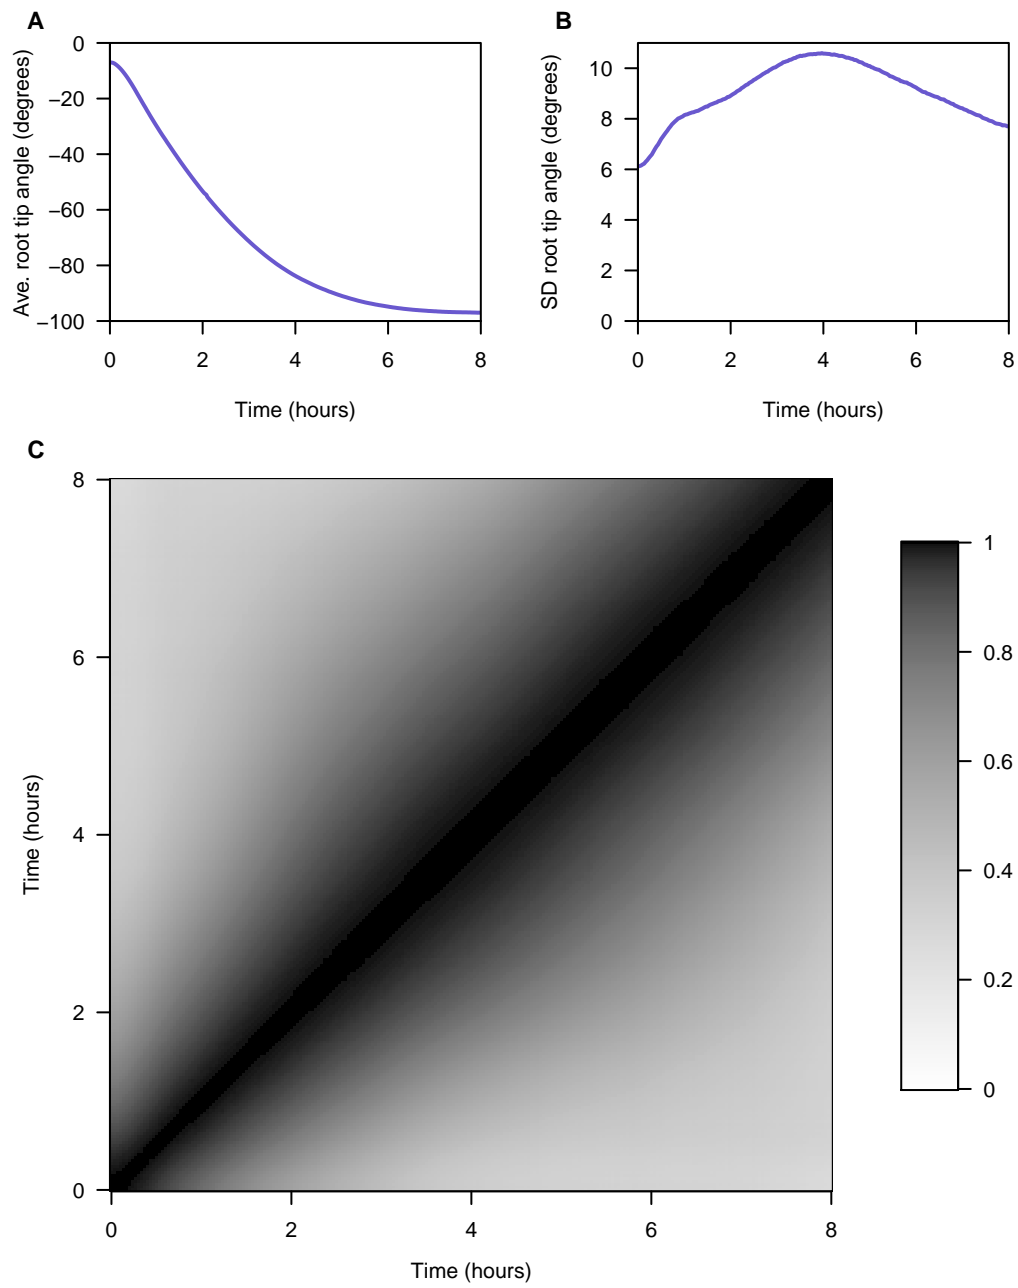 A
B
Ave. root tip angle (degrees)
0
−20
−40
−60
−80
−100
0 2 4 6 8
Time (hours)
SD root tip angle (degrees)
10
8
6
4
2
0
0 2 4 6 8
Time (hours)
C
Time (hours)
8
6
4
2
0
0 2 4 6 8
Time (hours)
1
0.8
0.6
0.4
0.2
0